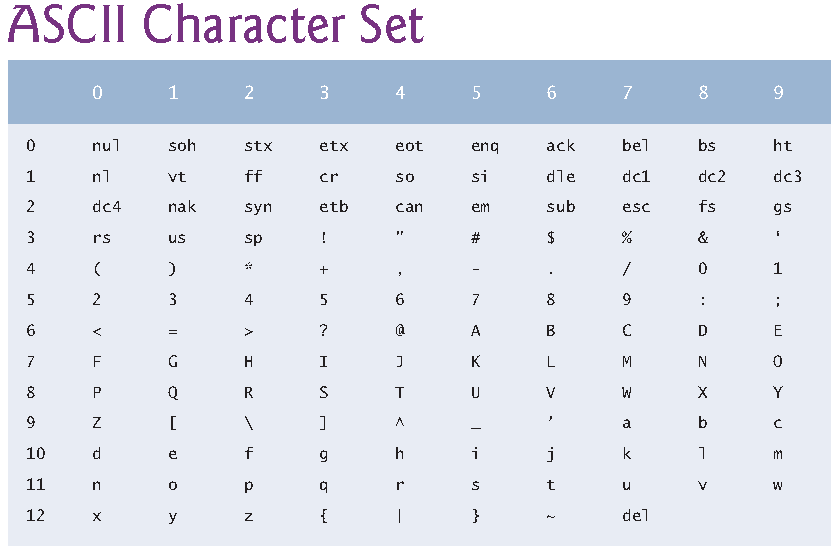 ASCII Character Set
0 1 2 3 4 5 6 7 8 9
0 nul soh stx etx eot enq ack bel bs ht
1 nl vt ff cr so si dle dc1 dc2 dc3
2 dc4 nak syn etb can em sub esc fs gs
3 rs us sp ! " # $ % & ‘
4 ( ) * + , - . / 0 1
5 2 3 4 5 6 7 8 9 : ;
6 < = > ? @ A B C D E
7 F G H I J K L M N O
8 P Q R S T U V W X Y
9 Z [ \ ] ^ _ ’ a b c
10 d e f g h i j k l m
11 n o p q r s t u v w
12 x y z { | } ~ del